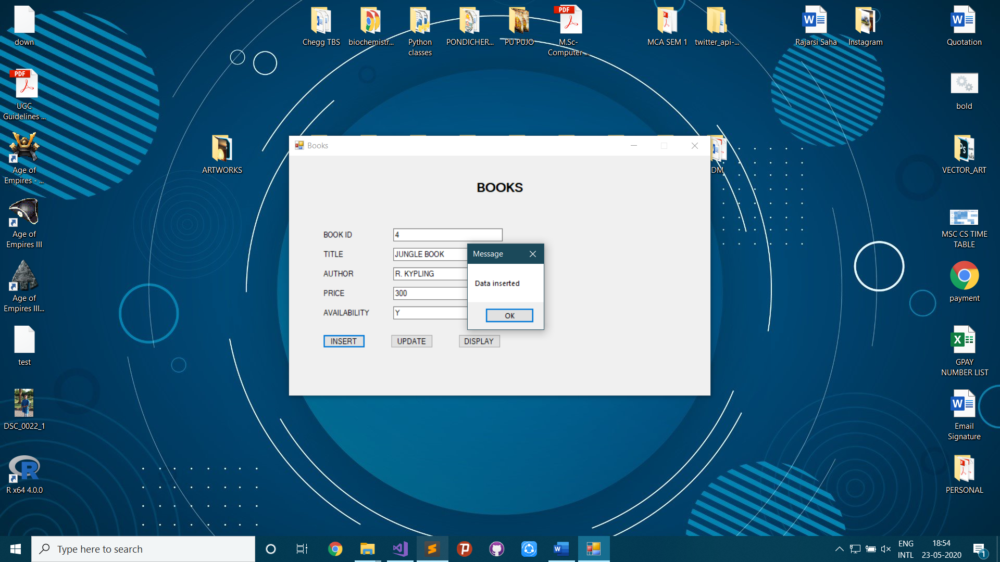 down
Chegg TBS
biochemistr...
Python
classes
PONDICHER...
PU PUJO
M.Sc-
Computer-...
MCA SEM 1
twitter_api-...
Rajarsi Saha
Instagram
Quotation
PDF
UGC
Guidelines ...
bold
Age of
Empires - ...
ARTWORKS
DM
VECTOR_ART
Age of
Empires III
MSC CS TIME
TABLE
Age of
Empires III...
payment
test
GPAY
NUMBER LIST
DSC_0022_1
Email
Signature
R x64 4.0.0
PERSONAL
Books
BOOKS
BOOK ID 4
TITLE JUNGLE BOOK
AUTHOR R. KYPLING
PRICE 300
AVAILABILITY Y
INSERT UPDATE DISPLAY
Message
Data inserted
OK
Type here to search
ENG
INTL
18:54
23-05-2020
1